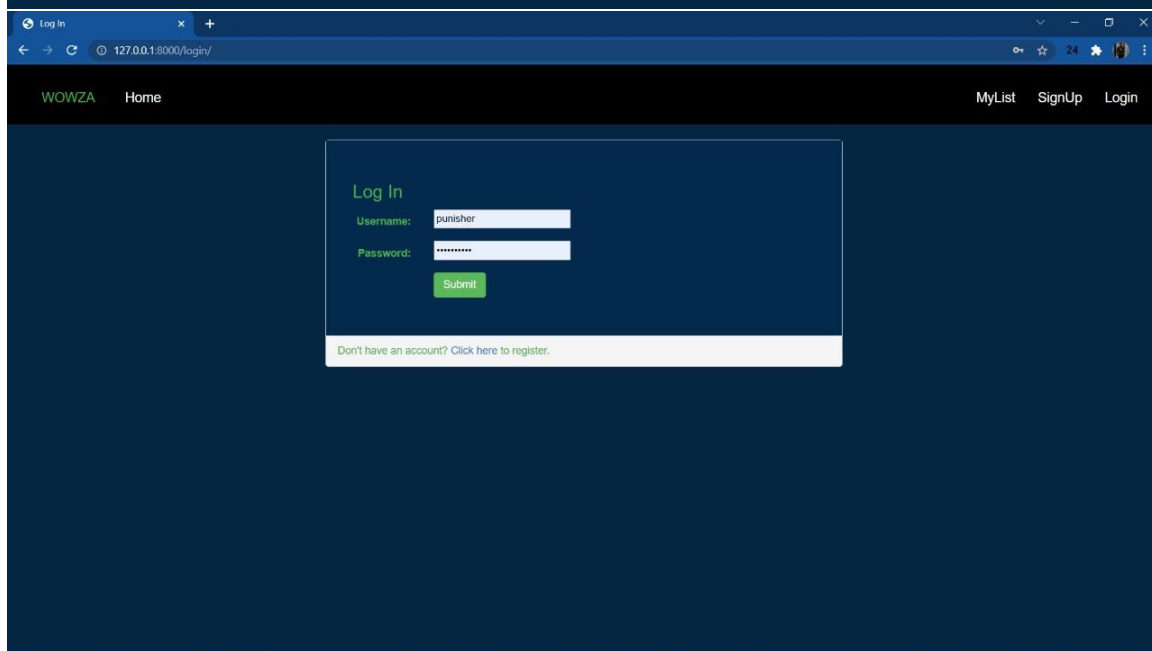 Log In
127.0.0.1:8000/login/
24
WOWZA Home MyList SignUp Login
Log In
Username: punisher
Password: ••••••••••
Submit
Don't have an account? Click here to register.